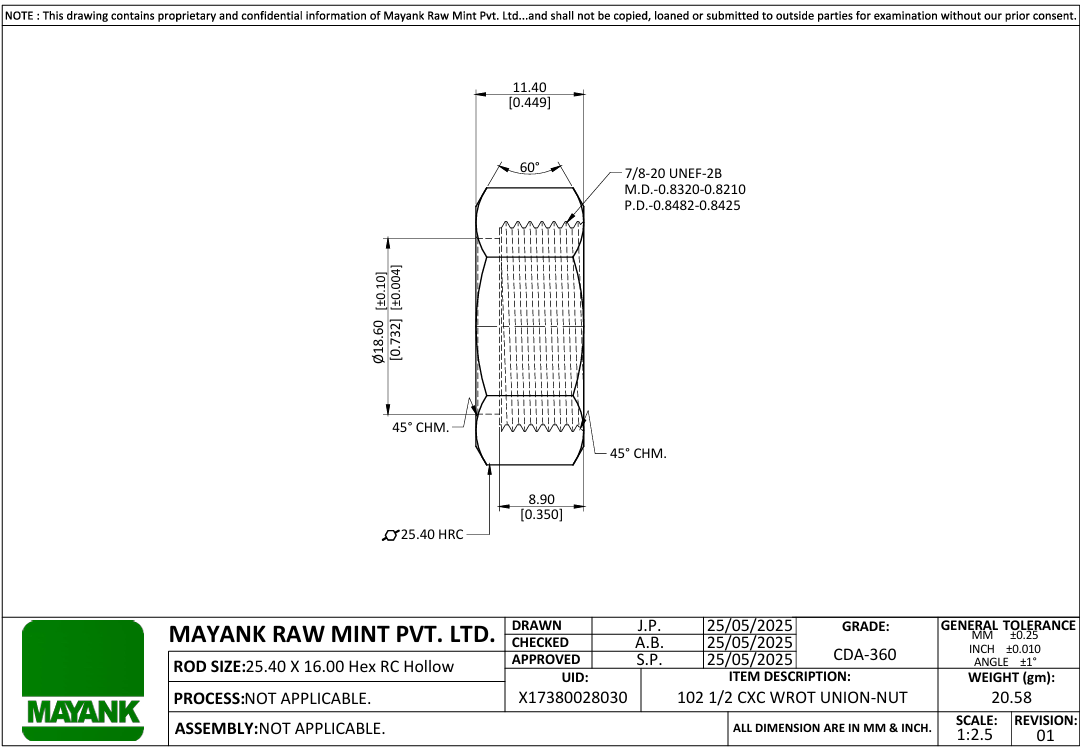 NOTE : This drawing contains proprietary and confidential information of Mayank Raw Mint Pvt. Ltd...and shall not be copied, loaned or submitted to outside parties for examination without our prior consent.
11.40
[0.449]
60°
7/8-20 UNEF-2B
M.D.-0.8320-0.8210
P.D.-0.8482-0.8425
Ø18.60 [±0.10]
[0.732] [±0.004]
45° CHM.
45° CHM.
8.90
[0.350]
25.40 HRC
MAYANK
MAYANK RAW MINT PVT. LTD.
ROD SIZE:25.40 X 16.00 Hex RC Hollow
PROCESS:NOT APPLICABLE.
ASSEMBLY:NOT APPLICABLE.
DRAWN J.P. 25/05/2025
CHECKED A.B. 25/05/2025
APPROVED S.P. 25/05/2025
GRADE:
CDA-360
GENERAL TOLERANCE
MM ±0.25
INCH ±0.010
ANGLE ±1°
UID:
X17380028030
ITEM DESCRIPTION:
102 1/2 CXC WROT UNION-NUT
WEIGHT (gm):
20.58
ALL DIMENSION ARE IN MM & INCH.
SCALE:
1:2.5
REVISION:
01